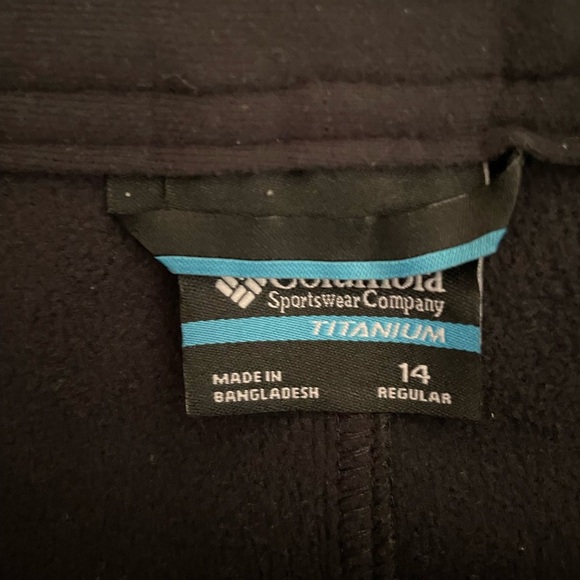 Columbia
Sportswear Company
TITANIUM
MADE IN
BANGLADESH
14
REGULAR